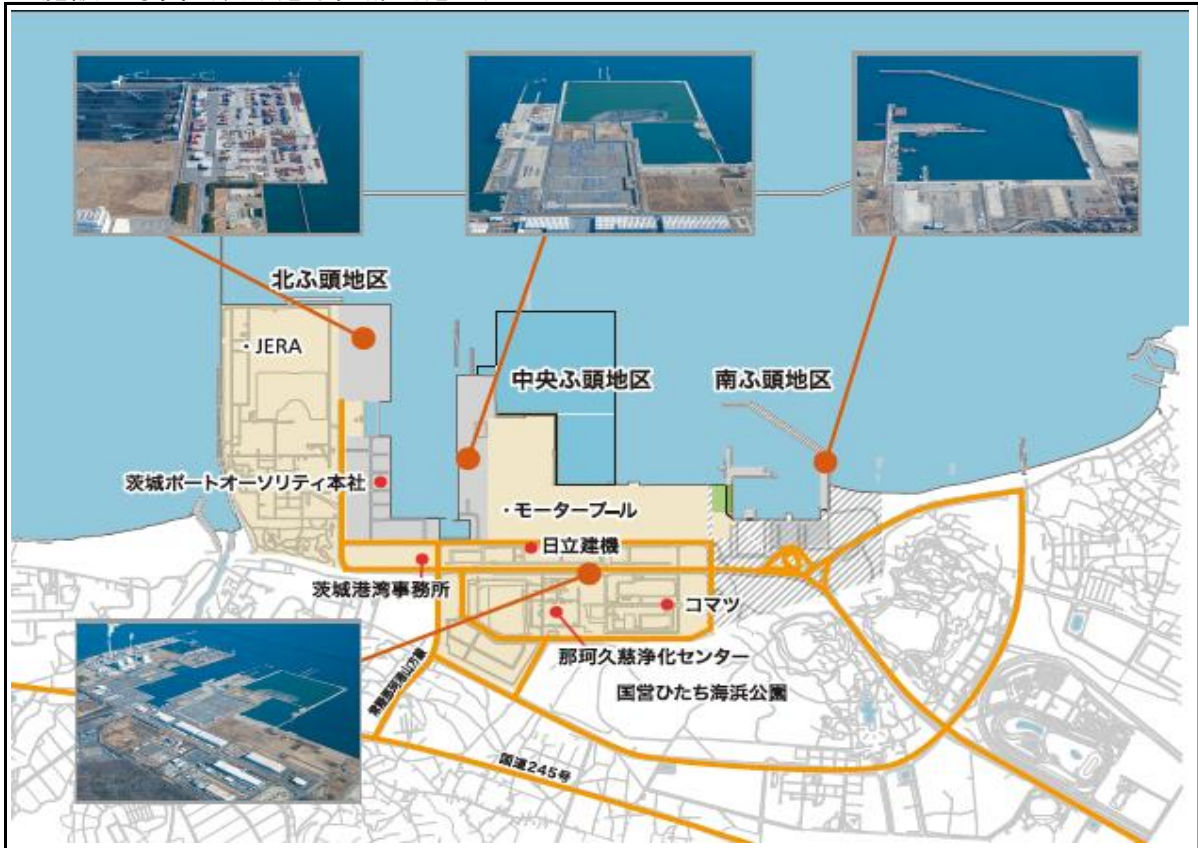 北ふ頭地区
・JERA
中央ふ頭地区
南ふ頭地区
茨城ポートオーソリティ本社
・モータープール
日立建機
茨城港湾事務所
コマツ
那珂久慈浄化センター
国営ひたち海浜公園
国道245号